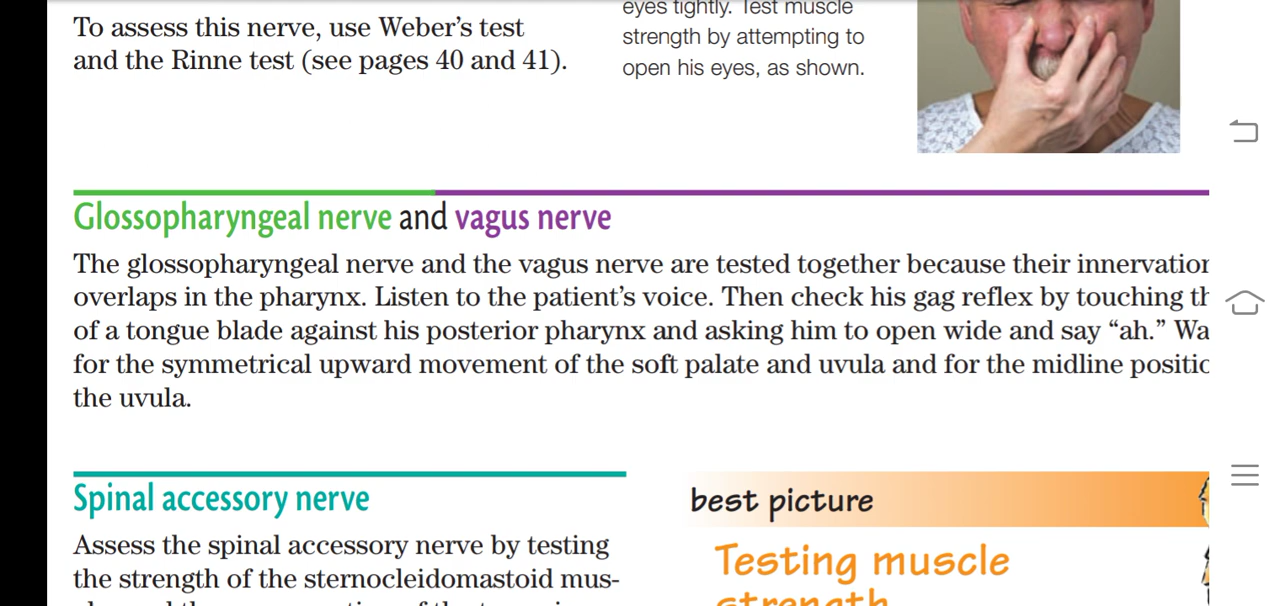 To assess this nerve, use Weber's test
and the Rinne test (see pages 40 and 41).
eyes tightly. Test muscle
strength by attempting to
open his eyes, as shown.
Glossopharyngeal nerve and vagus nerve
The glossopharyngeal nerve and the vagus nerve are tested together because their
overlaps in the pharynx. Listen to the patient's voice. Then check his gag reflex by touching
of a tongue blade against his posterior pharynx and asking him to open wide and say “ah.”
for the symmetrical upward movement of the soft palate and uvula and for the midline
the uvula.
Spinal accessory nerve
Assess the spinal accessory nerve by testing
the strength of the sternocleidomastoid mus-
best picture
Testing muscle
strength